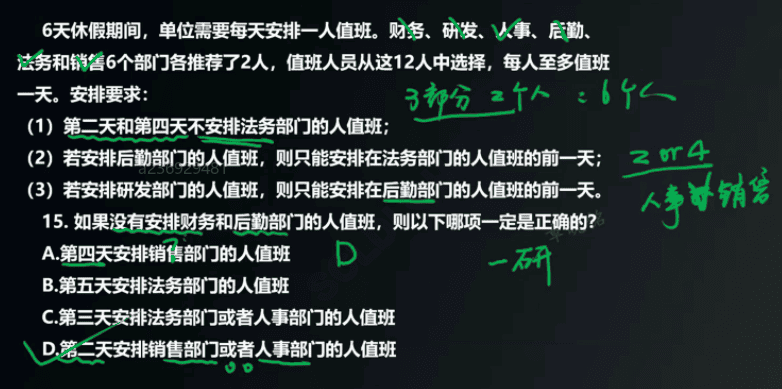 6天休假期间，单位需要每天安排一人值班。财务、研发、人事、后勤、
法务和销售6个部门各推荐了2人，值班人员从这12人中选择，每人至多值班
一天。安排要求：
3部分 2个人 : 6个人
（1）第二天和第四天不安排法务部门的人值班；
（2）若安排后勤部门的人值班，则只能安排在法务部门的人值班的前一天；
2 or 4
a236929481
（3）若安排研发部门的人值班，则只能安排在后勤部门的人值班的前一天。
人事 销售
15. 如果没有安排财务和后勤部门的人值班，则以下哪项一定是正确的？
A.第四天安排销售部门的人值班
D
一研
B.第五天安排法务部门的人值班
C.第三天安排法务部门或者人事部门的人值班
D.第二天安排销售部门或者人事部门的人值班